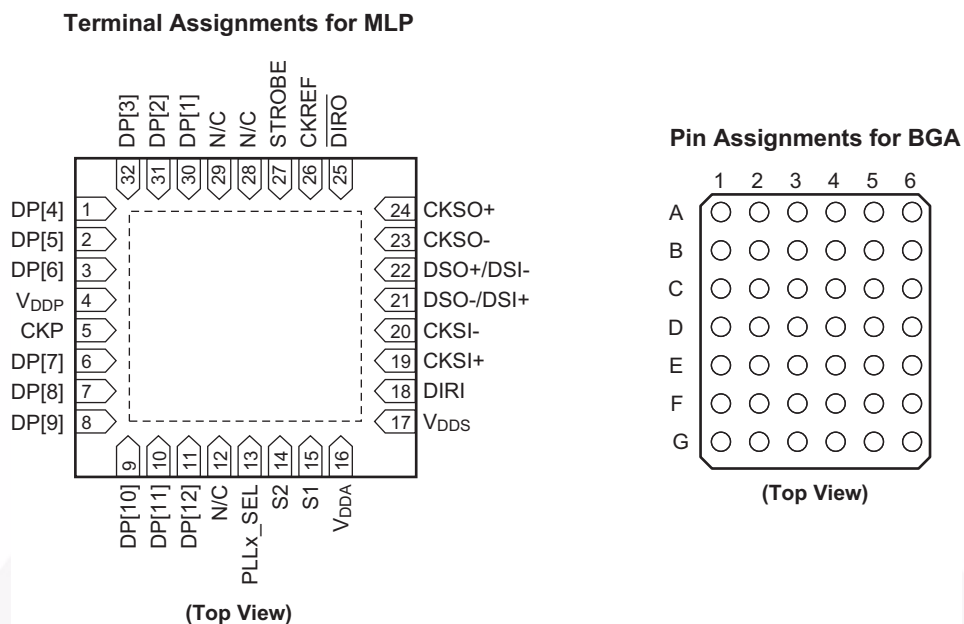 Terminal Assignments for MLP
DP[3]
DP[2]
DP[1]
N/C
N/C
STROBE
CKREF
DIRO
32
31
30
29
28
27
26
25
DP[4] 1
DP[5] 2
DP[6] 3
VDDP 4
CKP 5
DP[7] 6
DP[8] 7
DP[9] 8
24 CKSO+
23 CKSO-
22 DSO+/DSI-
21 DSO-/DSI+
20 CKSI-
19 CKSI+
18 DIRI
17 VDDS
9
10
11
12
13
14
15
16
DP[10]
DP[11]
DP[12]
N/C
PLLx_SEL
S2
S1
VDDA
(Top View)
Pin Assignments for BGA
1 2 3 4 5 6
A
B
C
D
E
F
G
(Top View)